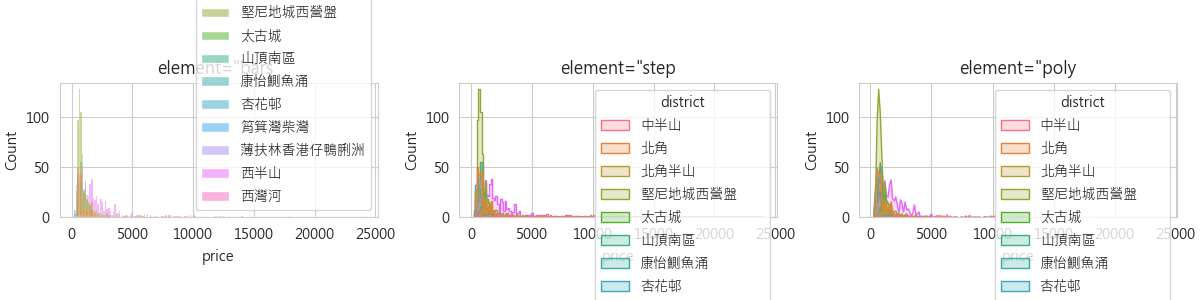 堅尼地城西營盤
太古城
山頂南區
康怡鰂魚涌
杏花邨
筲箕灣柴灣
薄扶林香港仔鴨脷洲
西半山
西灣河
element="bars
Count
100
50
0
0
5000
10000
15000
20000
25000
price
element="step
district
中半山
北角
北角半山
堅尼地城西營盤
太古城
山頂南區
康怡鰂魚涌
杏花邨
Count
100
50
0
0
5000
10000
15000
20000
25000
price
element="poly
district
中半山
北角
北角半山
堅尼地城西營盤
太古城
山頂南區
康怡鰂魚涌
杏花邨
Count
100
50
0
0
5000
10000
15000
20000
25000
price